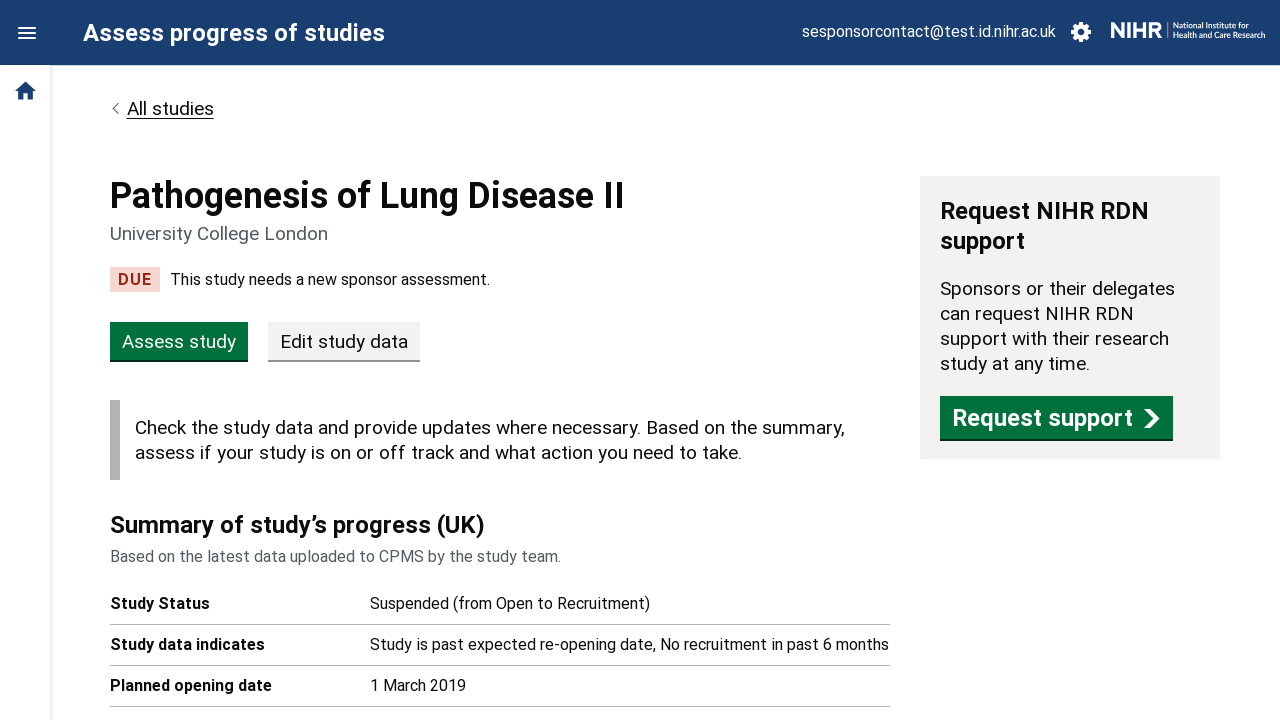 Assess progress of studies
sesponsorcontact@test.id.nihr.ac.uk
NIHR | National Institute for
Health and Care Research
All studies
Pathogenesis of Lung Disease II
University College London
DUE This study needs a new sponsor assessment.
Assess study
Edit study data
Check the study data and provide updates where necessary. Based on the summary,
assess if your study is on or off track and what action you need to take.
Summary of study’s progress (UK)
Based on the latest data uploaded to CPMS by the study team.
Study Status Suspended (from Open to Recruitment)
Study data indicates Study is past expected re-opening date, No recruitment in past 6 months
Planned opening date 1 March 2019
Request NIHR RDN
support
Sponsors or their delegates
can request NIHR RDN
support with their research
study at any time.
Request support